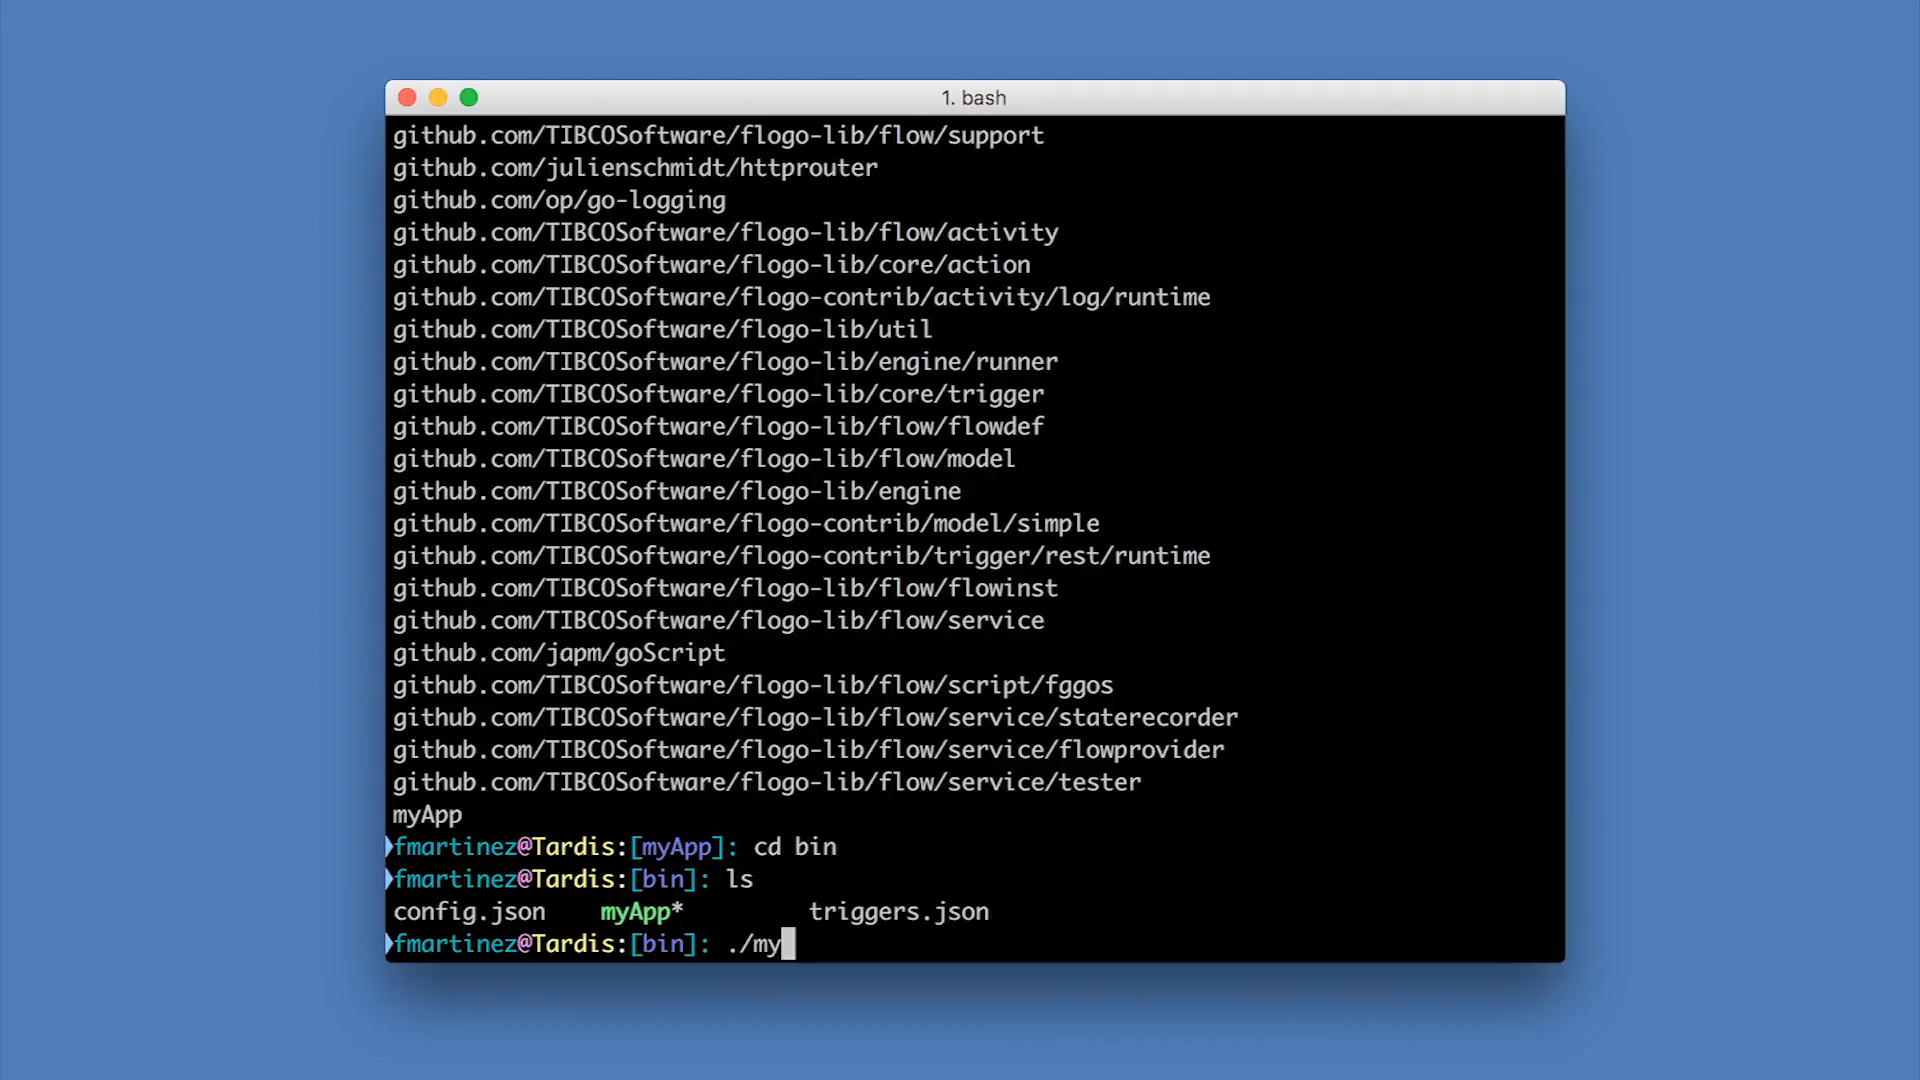 1. bash
github.com/TIBCOSoftware/flogo-lib/flow/support
github.com/julienschmidt/httprouter
github.com/op/go-logging
github.com/TIBCOSoftware/flogo-lib/flow/activity
github.com/TIBCOSoftware/flogo-lib/core/action
github.com/TIBCOSoftware/flogo-contrib/activity/log/runtime
github.com/TIBCOSoftware/flogo-lib/util
github.com/TIBCOSoftware/flogo-lib/engine/runner
github.com/TIBCOSoftware/flogo-lib/core/trigger
github.com/TIBCOSoftware/flogo-lib/flow/flowdef
github.com/TIBCOSoftware/flogo-lib/flow/model
github.com/TIBCOSoftware/flogo-lib/engine
github.com/TIBCOSoftware/flogo-contrib/model/simple
github.com/TIBCOSoftware/flogo-contrib/trigger/rest/runtime
github.com/TIBCOSoftware/flogo-lib/flow/flowinst
github.com/TIBCOSoftware/flogo-lib/flow/service
github.com/japm/goScript
github.com/TIBCOSoftware/flogo-lib/flow/script/fggos
github.com/TIBCOSoftware/flogo-lib/flow/service/staterecorder
github.com/TIBCOSoftware/flogo-lib/flow/service/flowprovider
github.com/TIBCOSoftware/flogo-lib/flow/service/tester
myApp
fmartinez@Tardis:[myApp]: cd bin
fmartinez@Tardis:[bin]: ls
config.json myApp* triggers.json
fmartinez@Tardis:[bin]: ./my